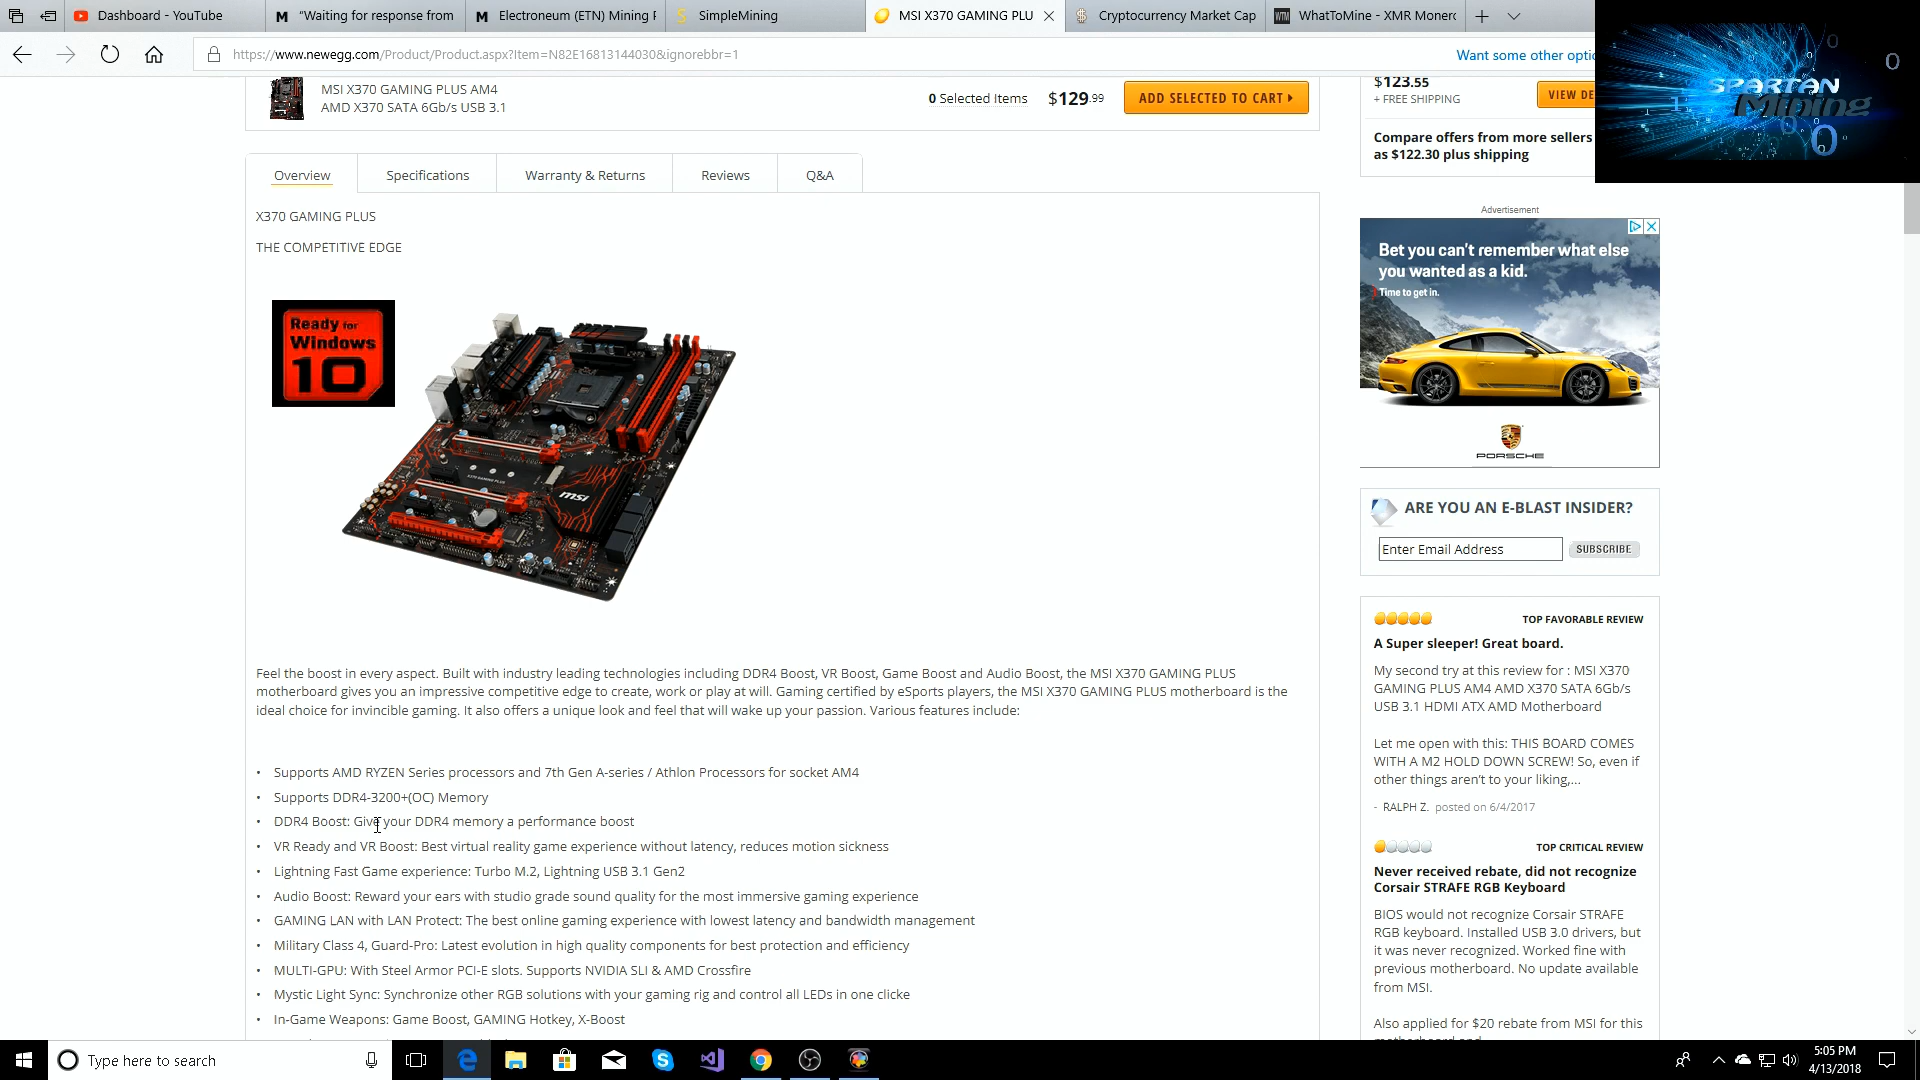 Dashboard - YouTube
"Waiting for response from
Electroneum (ETN) Mining F
SimpleMining
MSI X370 GAMING PLU
Cryptocurrency Market Cap
WhatToMine - XMR Monero
https://www.newegg.com/Product/Product.aspx?Item=N82E16813144030&ignorebbr=1
Want some other optio
SPARTAN
Mining
MSI X370 GAMING PLUS AM4
AMD X370 SATA 6Gb/s USB 3.1
0 Selected Items
$129.99
ADD SELECTED TO CART
$123.55
+ FREE SHIPPING
VIEW DE
Compare offers from more sellers
as $122.30 plus shipping
Overview
Specifications
Warranty & Returns
Reviews
Q&A
X370 GAMING PLUS
THE COMPETITIVE EDGE
Ready for
Windows
10
X370 GAMING PLUS
msi
Feel the boost in every aspect. Built with industry leading technologies including DDR4 Boost, VR Boost, Game Boost and Audio Boost, the MSI X370 GAMING PLUS
motherboard gives you an impressive competitive edge to create, work or play at will. Gaming certified by eSports players, the MSI X370 GAMING PLUS motherboard is the
ideal choice for invincible gaming. It also offers a unique look and feel that will wake up your passion. Various features include:
• Supports AMD RYZEN Series processors and 7th Gen A-series / Athlon Processors for socket AM4
• Supports DDR4-3200+(OC) Memory
• DDR4 Boost: Give your DDR4 memory a performance boost
• VR Ready and VR Boost: Best virtual reality game experience without latency, reduces motion sickness
• Lightning Fast Game experience: Turbo M.2, Lightning USB 3.1 Gen2
• Audio Boost: Reward your ears with studio grade sound quality for the most immersive gaming experience
• GAMING LAN with LAN Protect: The best online gaming experience with lowest latency and bandwidth management
• Military Class 4, Guard-Pro: Latest evolution in high quality components for best protection and efficiency
• MULTI-GPU: With Steel Armor PCI-E slots. Supports NVIDIA SLI & AMD Crossfire
• Mystic Light Sync: Synchronize other RGB solutions with your gaming rig and control all LEDs in one clicke
• In-Game Weapons: Game Boost, GAMING Hotkey, X-Boost
Advertisement
Bet you can't remember what else
you wanted as a kid.
Time to get in.
PORSCHE
ARE YOU AN E-BLAST INSIDER?
Enter Email Address
SUBSCRIBE
TOP FAVORABLE REVIEW
A Super sleeper! Great board.
My second try at this review for : MSI X370
GAMING PLUS AM4 AMD X370 SATA 6Gb/s
USB 3.1 HDMI ATX AMD Motherboard
Let me open with this: THIS BOARD COMES
WITH A M2 HOLD DOWN SCREW! So, even if
other things aren't to your liking,...
- RALPH Z. posted on 6/4/2017
TOP CRITICAL REVIEW
Never received rebate, did not recognize
Corsair STRAFE RGB Keyboard
BIOS would not recognize Corsair STRAFE
RGB keyboard. Installed USB 3.0 drivers, but
it was never recognized. Worked fine with
previous motherboard. No update available
from MSI.
Also applied for $20 rebate from MSI for this
Type here to search
5:05 PM
4/13/2018